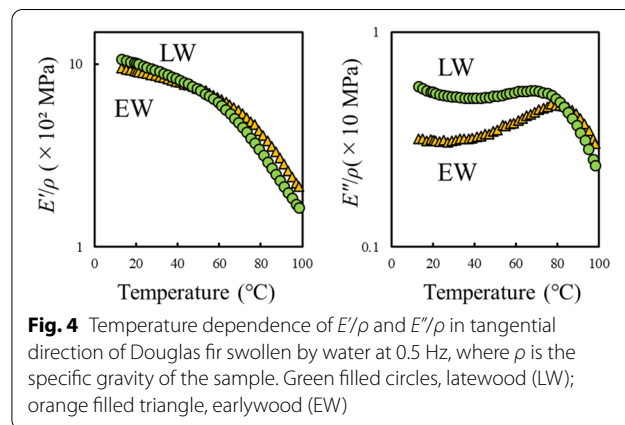 10
1
LW
EW
E'/ρ (× 10² MPa)
0 20 40 60 80 100
Temperature (°C)
1
0.1
LW
EW
E"/ρ(× 10 MPa)
0 20 40 60 80 100
Temperature (°C)
Fig. 4 Temperature dependence of E'/ρ and E"/ρ in tangential
direction of Douglas fir swollen by water at 0.5 Hz, where ρ is the
specific gravity of the sample. Green filled circles, latewood (LW);
orange filled triangle, earlywood (EW)